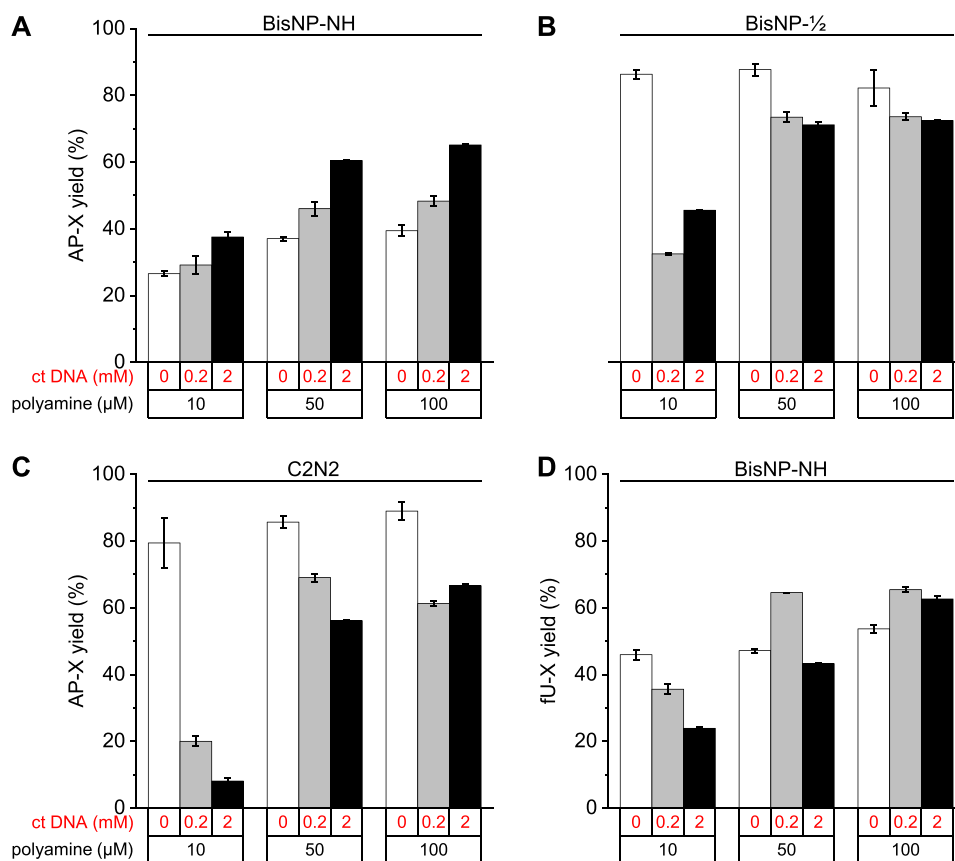 A
BisNP-NH
AP-X yield (%)
100
80
60
40
20
0
ct DNA (mM)
0 0.2 2 0 0.2 2 0 0.2 2
polyamine (µM)
10 50 100
B
BisNP-½
0 0.2 2 0 0.2 2 0 0.2 2
10 50 100
C
C2N2
AP-X yield (%)
100
80
60
40
20
0
ct DNA (mM)
0 0.2 2 0 0.2 2 0 0.2 2
polyamine (µM)
10 50 100
D
BisNP-NH
fU-X yield (%)
100
80
60
40
20
0
0 0.2 2 0 0.2 2 0 0.2 2
10 50 100